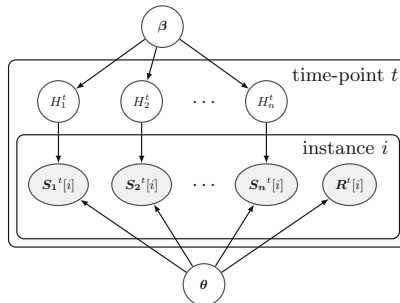 β
time-point t
H₁ᵗ H₂ᵗ ⋯ Hₙᵗ
instance i
S₁ᵗ[i] S₂ᵗ[i] ⋯ Sₙᵗ[i] Rᵗ[i]
θ